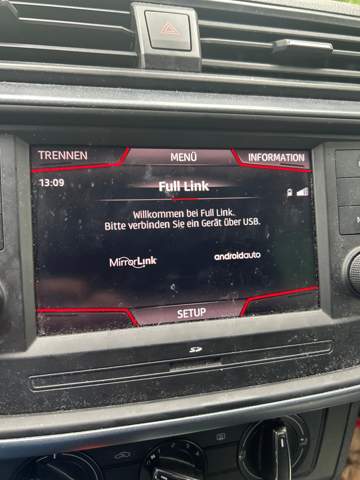 TRENNEN MENÜ INFORMATION
13:09
Full Link
Willkommen bei Full Link.
Bitte verbinden Sie ein Gerät über USB.
MirrorLink androidauto
SETUP
SD